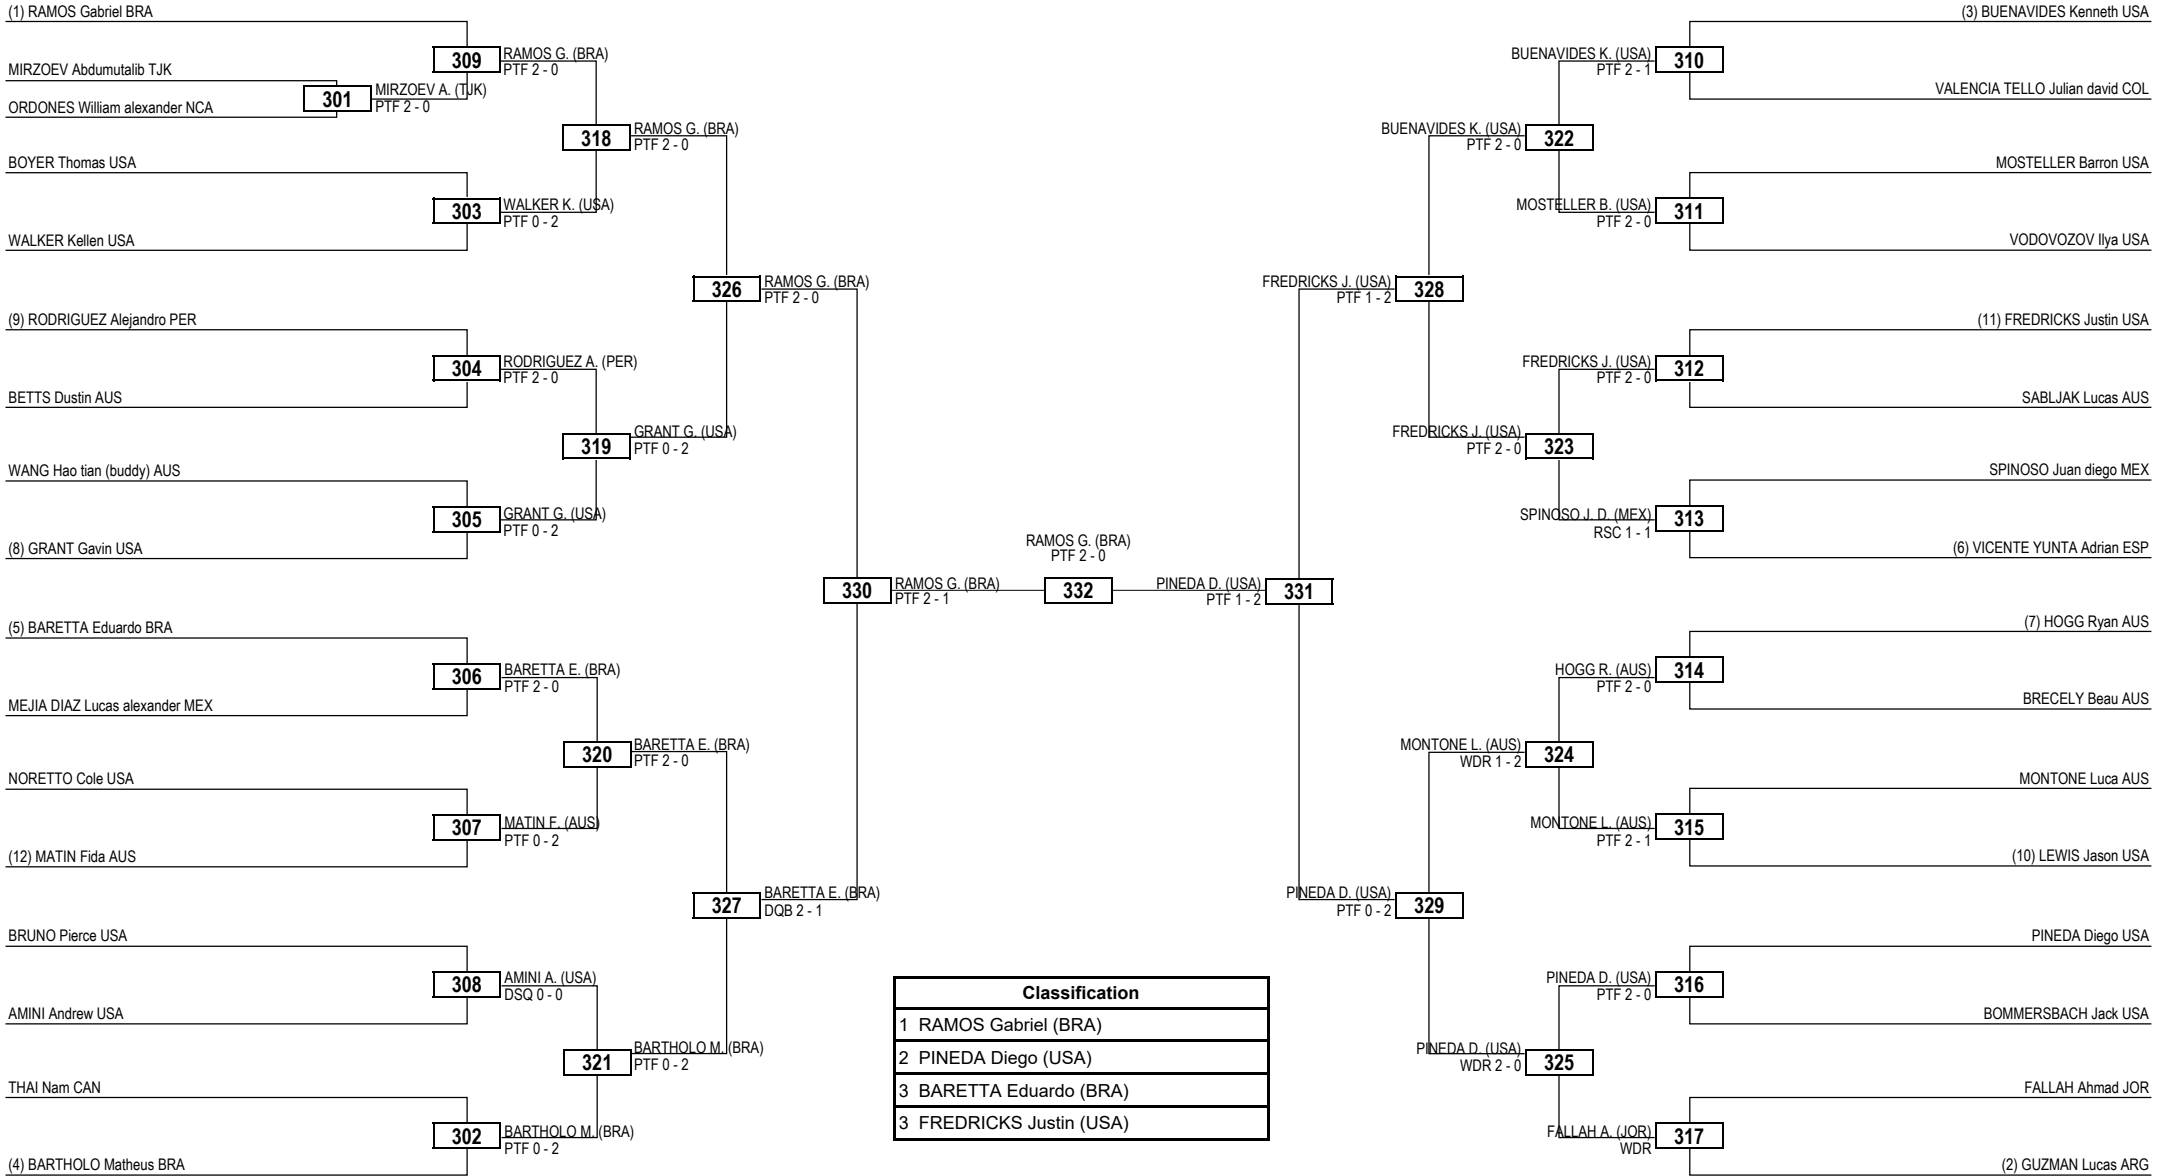 (1) RAMOS Gabriel BRA
309
RAMOS G. (BRA)
PTF 2 - 0
MIRZOEV Abdumutalib TJK
301
MIRZOEV A. (TJK)
PTF 2 - 0
ORDONES William alexander NCA
318
RAMOS G. (BRA)
PTF 2 - 0
BOYER Thomas USA
303
WALKER K. (USA)
PTF 0 - 2
WALKER Kellen USA
326
RAMOS G. (BRA)
PTF 2 - 0
(9) RODRIGUEZ Alejandro PER
304
RODRIGUEZ A. (PER)
PTF 2 - 0
BETTS Dustin AUS
319
GRANT G. (USA)
PTF 0 - 2
WANG Hao tian (buddy) AUS
305
GRANT G. (USA)
PTF 0 - 2
(8) GRANT Gavin USA
330
RAMOS G. (BRA)
PTF 2 - 1
(5) BARETTA Eduardo BRA
306
BARETTA E. (BRA)
PTF 2 - 0
MEJIA DIAZ Lucas alexander MEX
320
BARETTA E. (BRA)
PTF 2 - 0
NORETTO Cole USA
307
MATIN F. (AUS)
PTF 0 - 2
(12) MATIN Fida AUS
327
BARETTA E. (BRA)
DQB 2 - 1
BRUNO Pierce USA
308
AMINI A. (USA)
DSQ 0 - 0
AMINI Andrew USA
321
BARTHOLO M. (BRA)
PTF 0 - 2
THAI Nam CAN
302
BARTHOLO M. (BRA)
PTF 0 - 2
(4) BARTHOLO Matheus BRA
RAMOS G. (BRA)
PTF 2 - 0
332
(3) BUENAVIDES Kenneth USA
BUENAVIDES K. (USA)
PTF 2 - 1
310
VALENCIA TELLO Julian david COL
BUENAVIDES K. (USA)
PTF 2 - 0
322
MOSTELLER Barron USA
MOSTELLER B. (USA)
PTF 2 - 0
311
VODOVOZOV Ilya USA
FREDRICKS J. (USA)
PTF 1 - 2
328
(11) FREDRICKS Justin USA
FREDRICKS J. (USA)
PTF 2 - 0
312
SABLJAK Lucas AUS
FREDRICKS J. (USA)
PTF 2 - 0
323
SPINOSO Juan diego MEX
SPINOSO J. D. (MEX)
RSC 1 - 1
313
(6) VICENTE YUNTA Adrian ESP
PINEDA D. (USA)
PTF 1 - 2
331
(7) HOGG Ryan AUS
HOGG R. (AUS)
PTF 2 - 0
314
BRECELY Beau AUS
MONTONE L. (AUS)
WDR 1 - 2
324
MONTONE Luca AUS
MONTONE L. (AUS)
PTF 2 - 1
315
(10) LEWIS Jason USA
PINEDA D. (USA)
PTF 0 - 2
329
PINEDA Diego USA
PINEDA D. (USA)
PTF 2 - 0
316
BOMMERSBACH Jack USA
PINEDA D. (USA)
WDR 2 - 0
325
FALLAH Ahmad JOR
FALLAH A. (JOR)
WDR
317
(2) GUZMAN Lucas ARG
Classification
1 RAMOS Gabriel (BRA)
2 PINEDA Diego (USA)
3 BARETTA Eduardo (BRA)
3 FREDRICKS Justin (USA)